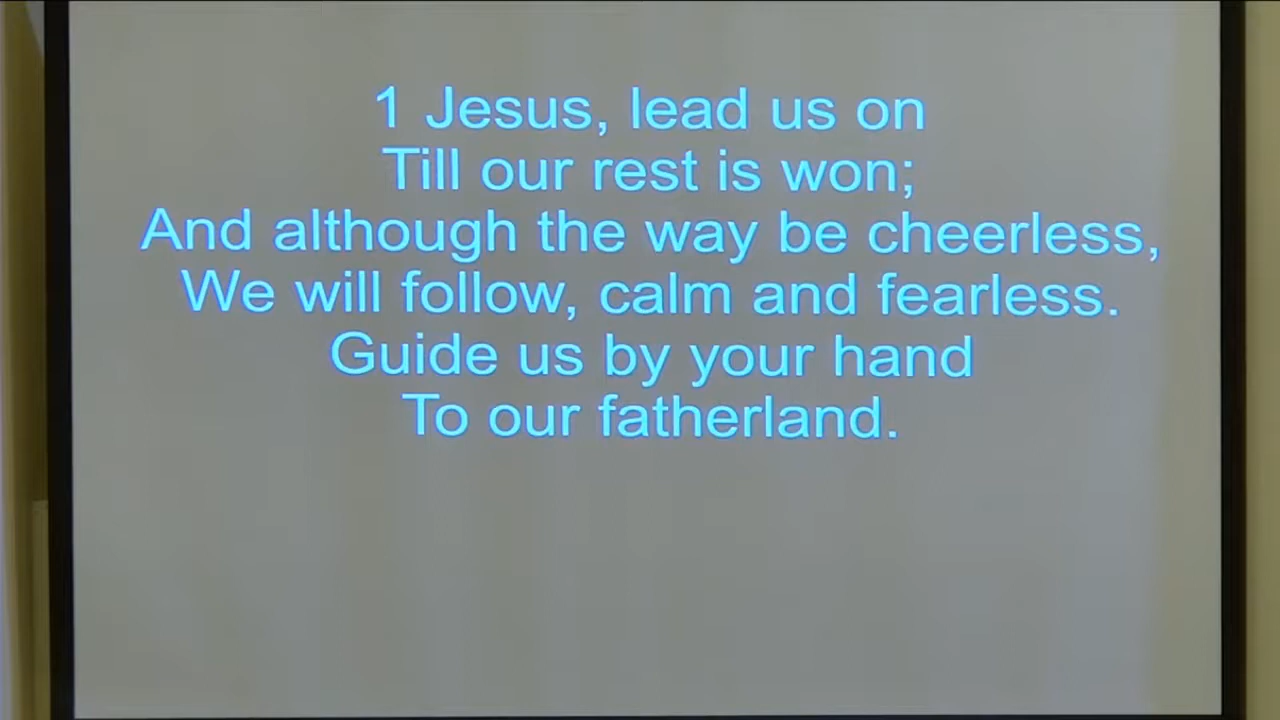 1 Jesus, lead us on
Till our rest is won;
And although the way be cheerless,
We will follow, calm and fearless.
Guide us by your hand
To our fatherland.